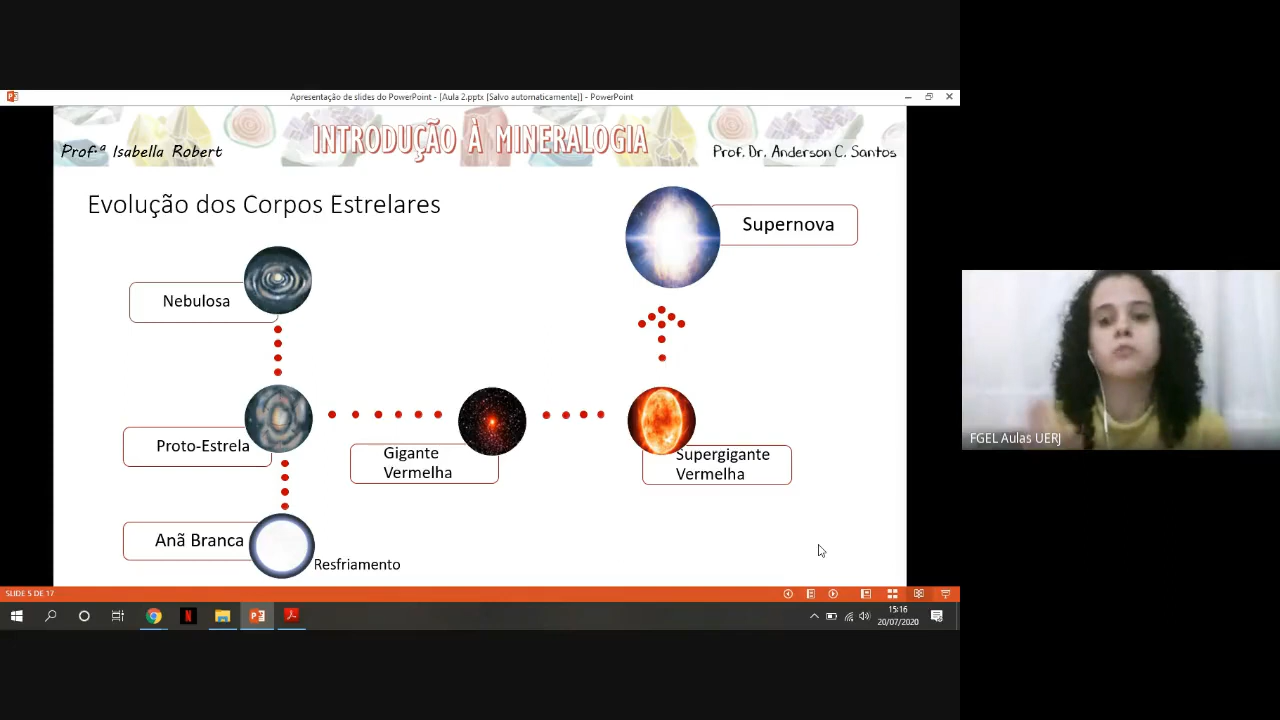 Apresentação de slides do PowerPoint - [Aula 2.pptx [Salvo automaticamente]] - PowerPoint
Prof.ª Isabella Robert
INTRODUÇÃO À MINERALOGIA
Prof. Dr. Anderson C. Santos
Evolução dos Corpos Estrelares
Supernova
Nebulosa
Proto-Estrela
Gigante
Vermelha
Supergigante
Vermelha
Anã Branca
Resfriamento
FGEL Aulas UERJ
SLIDE 5 DE 17
15:16
20/07/2020